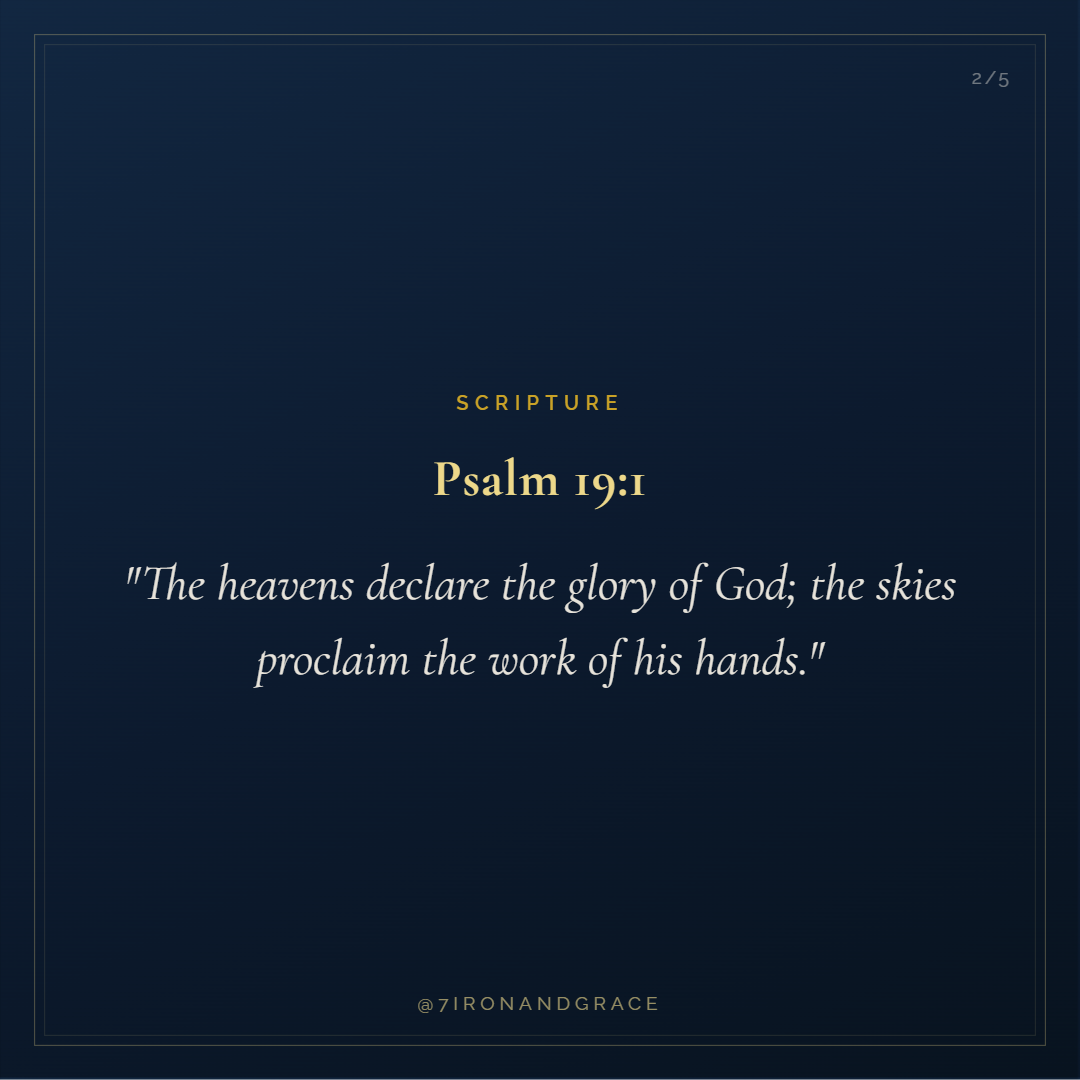 2/5
SCRIPTURE
Psalm 19:1
"The heavens declare the glory of God; the skies
proclaim the work of his hands."
@7IRONANDGRACE